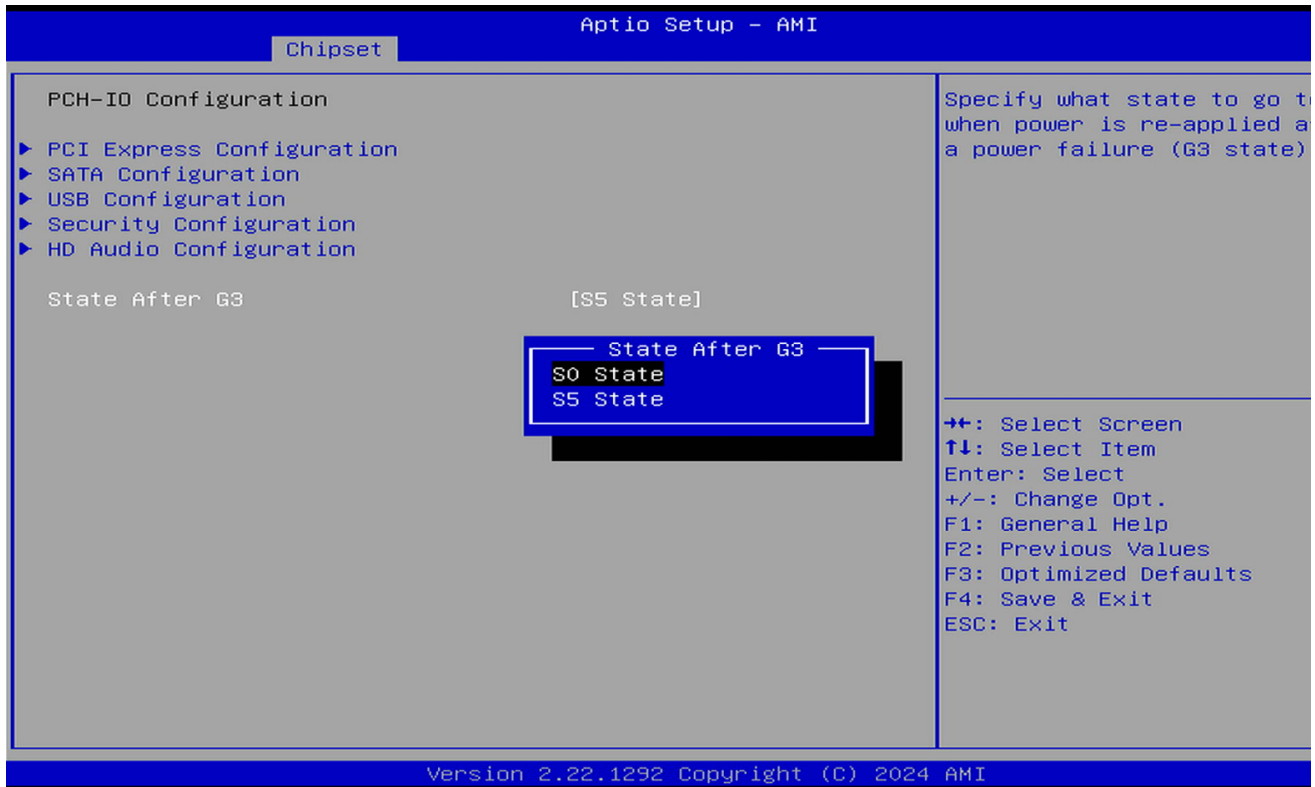 Aptio Setup – AMI
Chipset
PCH-IO Configuration
PCI Express Configuration
SATA Configuration
USB Configuration
Security Configuration
HD Audio Configuration
State After G3 [S5 State]
State After G3
S0 State
S5 State
Specify what state to go
when power is re-applied
a power failure (G3 state)
→←: Select Screen
↑↓: Select Item
Enter: Select
+/-: Change Opt.
F1: General Help
F2: Previous Values
F3: Optimized Defaults
F4: Save & Exit
ESC: Exit
Version 2.22.1292 Copyright (C) 2024 AMI